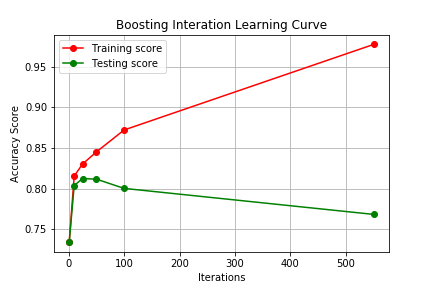 Boosting Interation Learning Curve
Training score
Testing score
Accuracy Score
0.95
0.90
0.85
0.80
0.75
0
100
200
300
400
500
Iterations